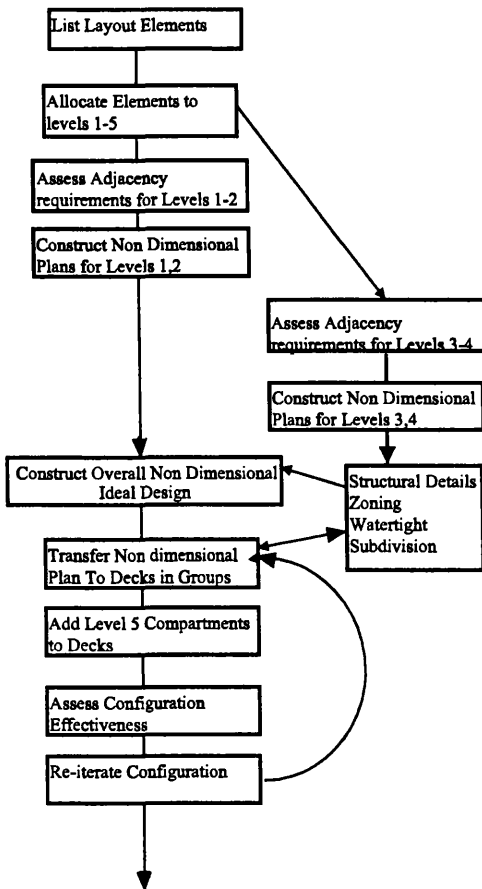 List Layout Elements
Allocate Elements to
levels 1-5
Assess Adjacency
requirements for Levels 1-2
Construct Non Dimensional
Plans for Levels 1,2
Assess Adjacency
requirements for Levels 3-4
Construct Non Dimensional
Plans for Levels 3,4
Construct Overall Non Dimensional
Ideal Design
Structural Details
Zoning
Watertight
Subdivision
Transfer Non dimensional
Plan To Decks in Groups
Add Level 5 Compartments
to Decks
Assess Configuration
Effectiveness
Re-iterate Configuration